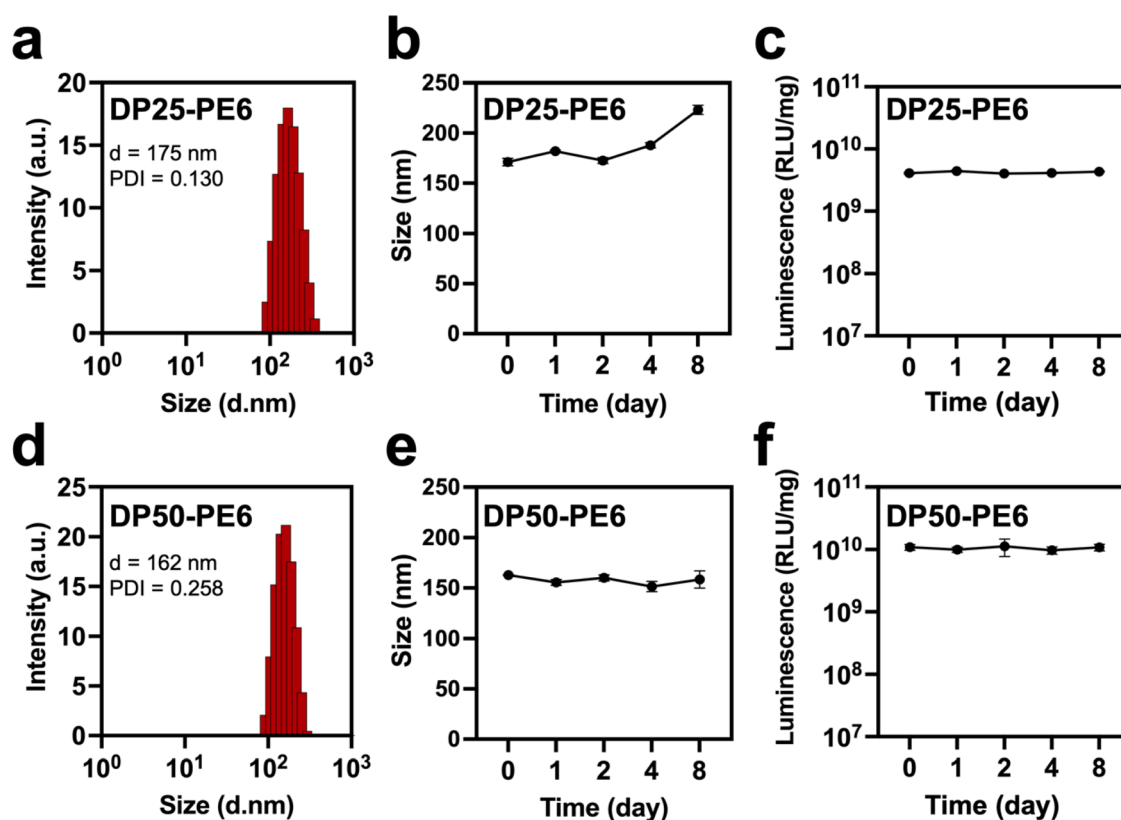 a
20
15
10
5
0
Intensity (a.u.)
DP25-PE6
d = 175 nm
PDI = 0.130
10⁰ 10¹ 10² 10³
Size (d.nm)
b
250
200
150
100
50
0
Size (nm)
DP25-PE6
0 1 2 4 8
Time (day)
c
10¹¹
10¹⁰
10⁹
10⁸
10⁷
Luminescence (RLU/mg)
DP25-PE6
0 1 2 4 8
Time (day)
d
25
20
15
10
5
0
Intensity (a.u.)
DP50-PE6
d = 162 nm
PDI = 0.258
10⁰ 10¹ 10² 10³
Size (d.nm)
e
250
200
150
100
50
0
Size (nm)
DP50-PE6
0 1 2 4 8
Time (day)
f
10¹¹
10¹⁰
10⁹
10⁸
10⁷
Luminescence (RLU/mg)
DP50-PE6
0 1 2 4 8
Time (day)